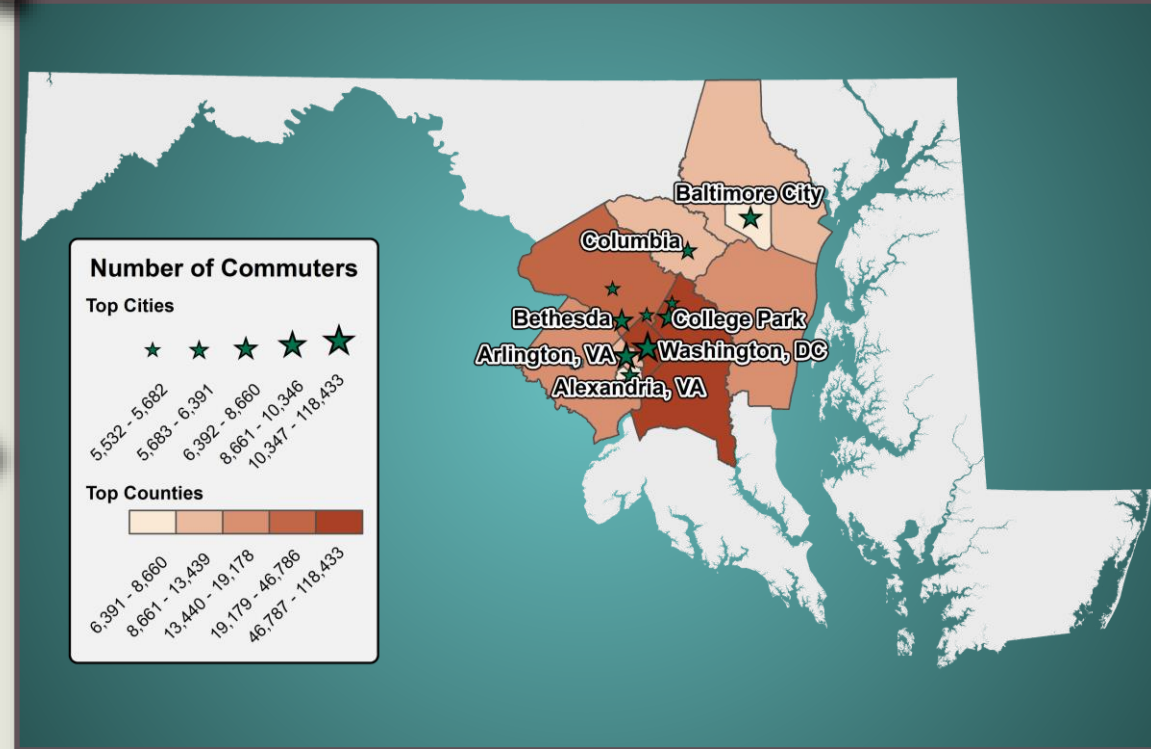 Baltimore City
Columbia
Bethesda
College Park
Arlington, VA
Washington, DC
Alexandria, VA
Number of Commuters
Top Cities
5,532 - 5,682
5,683 - 6,391
6,392 - 8,660
8,661 - 10,346
10,347 - 118,433
Top Counties
6,391 - 8,660
8,661 - 13,439
13,440 - 19,178
19,179 - 46,786
46,787 - 118,433